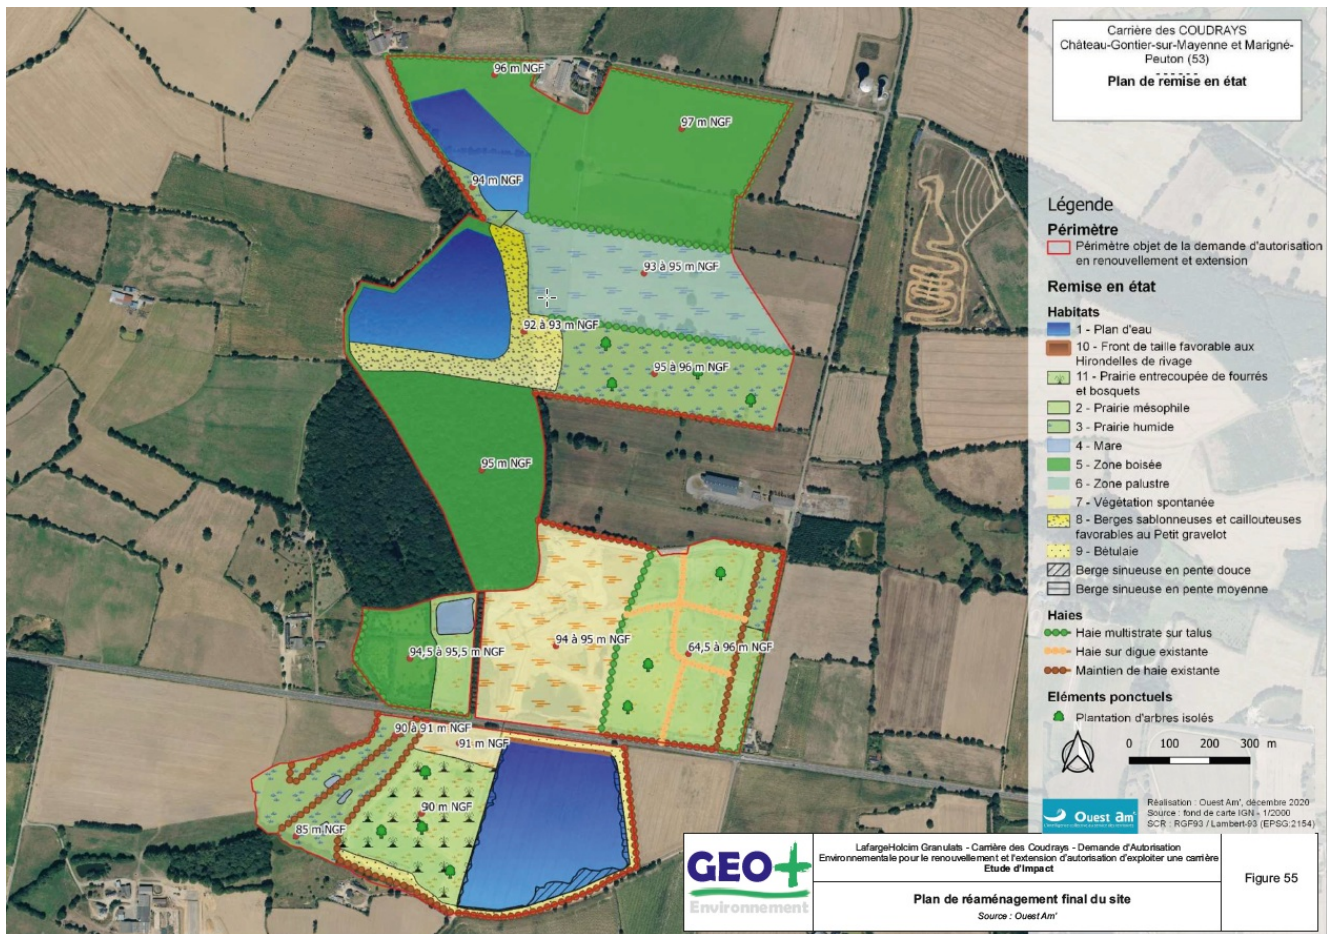 Carrière des COUDRAYS
Château-Gontier-sur-Mayenne et Marigné-
Peuton (53)
Plan de remise en état
96 m NGF
97 m NGF
94 m NGF
93 à 95 m NGF
92 à 93 m NGF
95 à 96 m NGF
95 m NGF
94 à 95 m NGF
64,5 à 96 m NGF
94,5 à 95,5 m NGF
90 à 91 m NGF
91 m NGF
90 m NGF
85 m NGF
Légende
Périmètre
Périmètre objet de la demande d'autorisation
en renouvellement et extension
Remise en état
Habitats
1 - Plan d'eau
10 - Front de taille favorable aux
Hirondelles de rivage
11 - Prairie entrecoupée de fourrés
et bosquets
2 - Prairie mésophile
3 - Prairie humide
4 - Mare
5 - Zone boisée
6 - Zone palustre
7 - Végétation spontanée
8 - Berges sablonneuses et caillouteuses
favorables au Petit gravelot
9 - Bétulaie
Berge sinueuse en pente douce
Berge sinueuse en pente moyenne
Haies
Haie multistrate sur talus
Haie sur digue existante
Maintien de haie existante
Eléments ponctuels
Plantation d'arbres isolés
0 100 200 300 m
Ouest am'
Réalisation : Ouest Am', décembre 2020
Source : fond de carte IGN - 1/2000
SCR : RGF93 / Lambert-93 (EPSG:2154)
GEO+
Environnement
LafargeHolcim Granulats - Carrière des Coudrays - Demande d'Autorisation
Environnementale pour le renouvellement et l'extension d'autorisation d'exploiter une carrière
Etude d'Impact
Plan de réaménagement final du site
Source : Ouest Am'
Figure 55